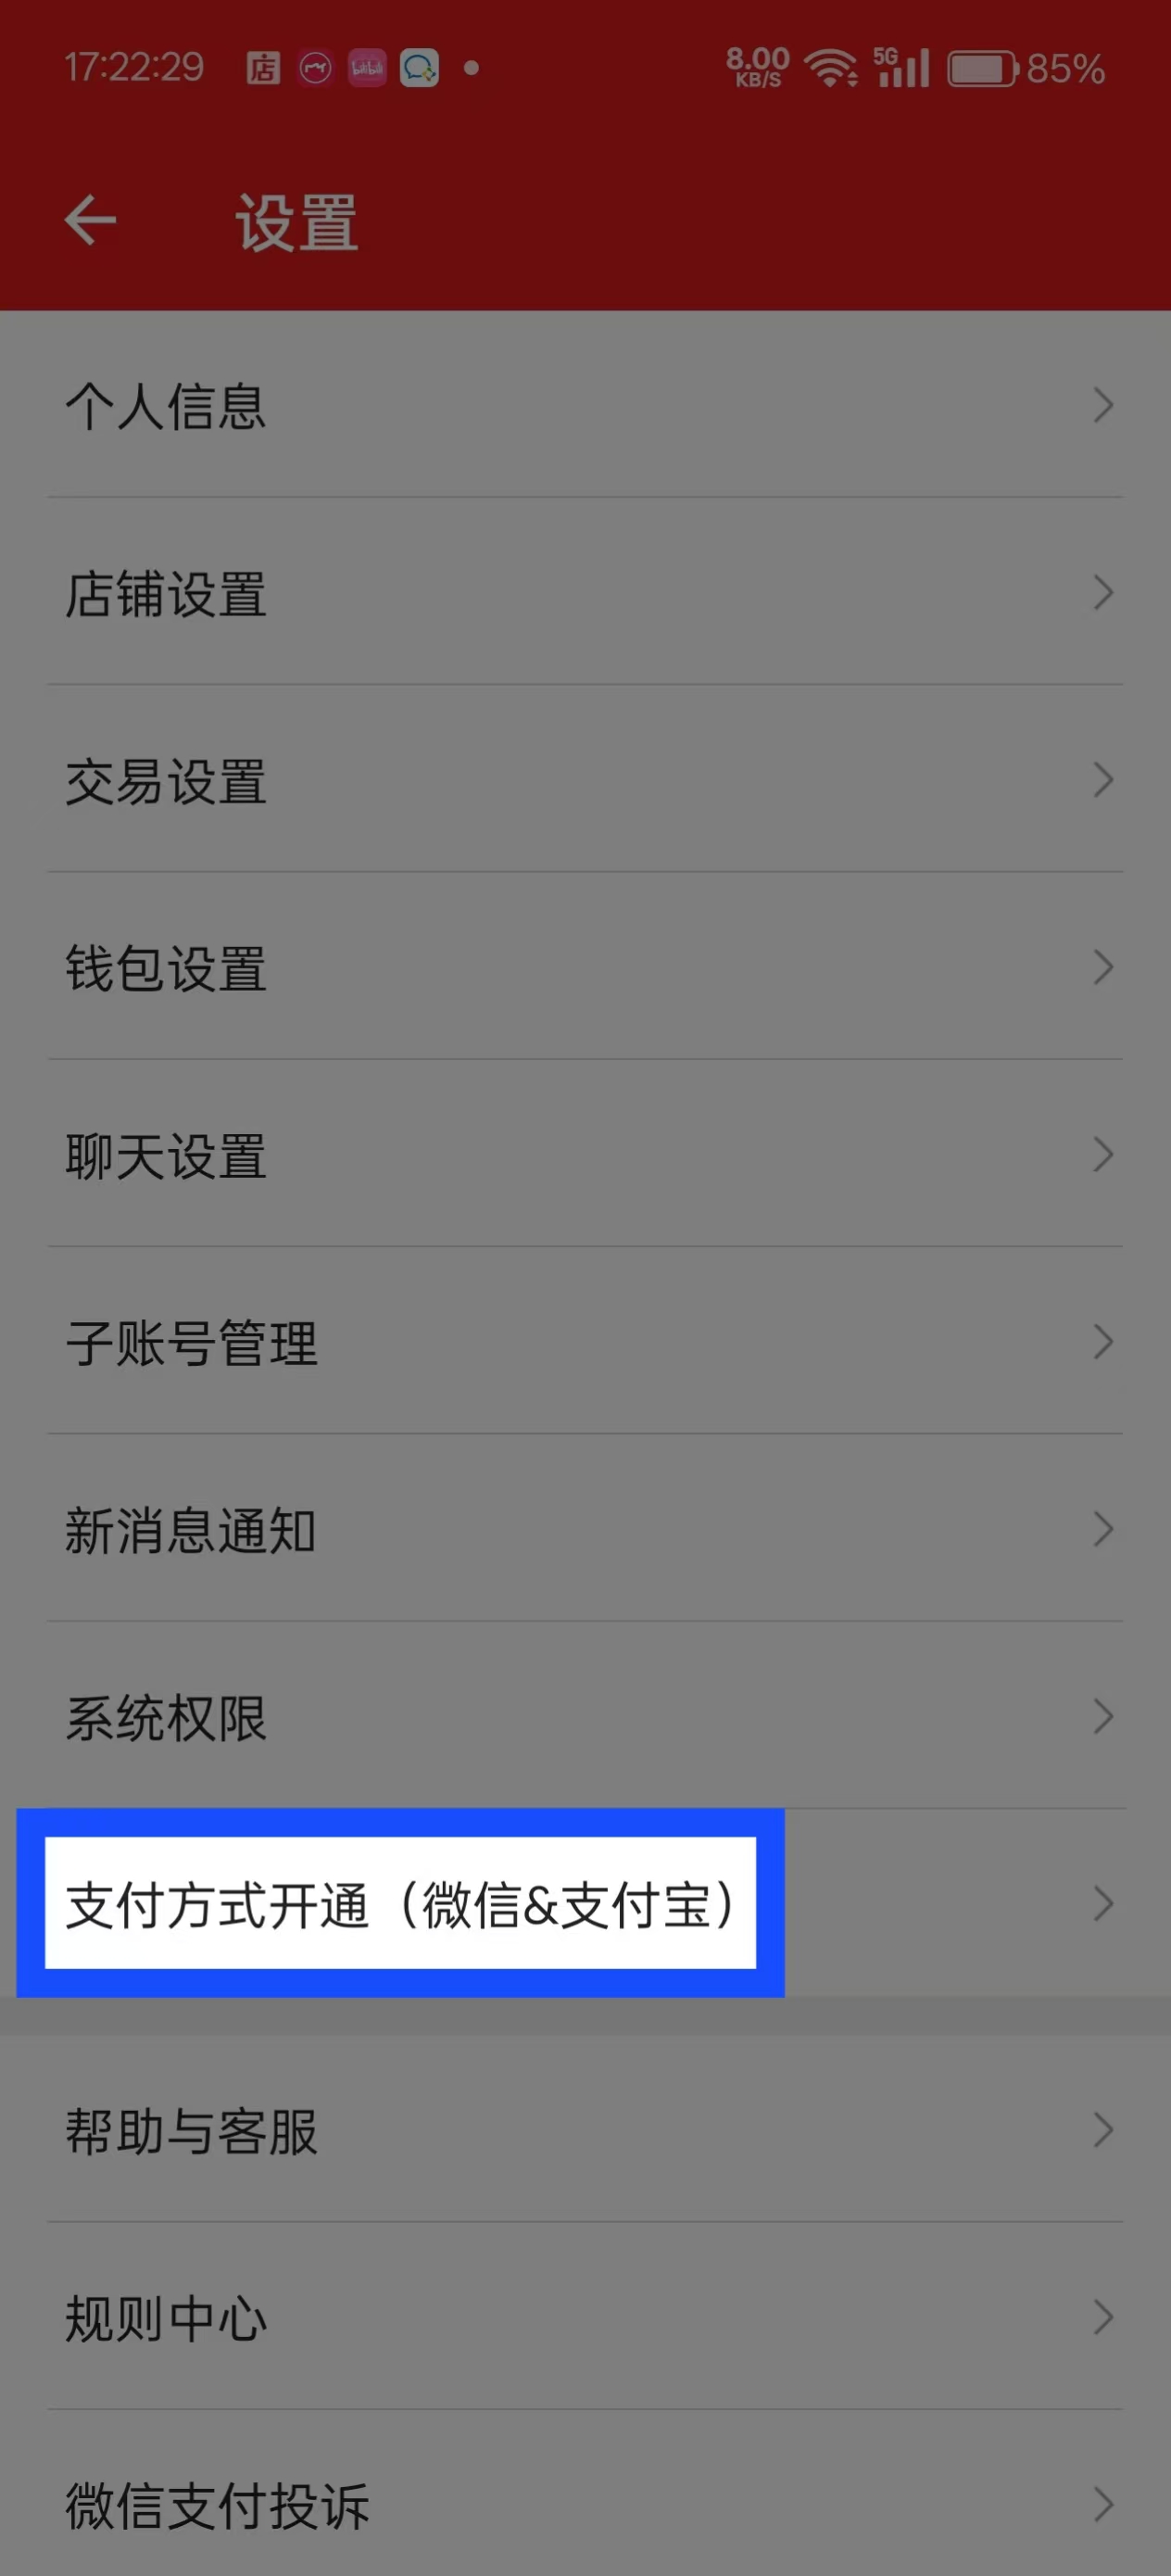 17:22:29 店 bilibili 8.00 KB/S 5G 85%
设置
个人信息
店铺设置
交易设置
钱包设置
聊天设置
子账号管理
新消息通知
系统权限
支付方式开通（微信&支付宝）
帮助与客服
规则中心
微信支付投诉